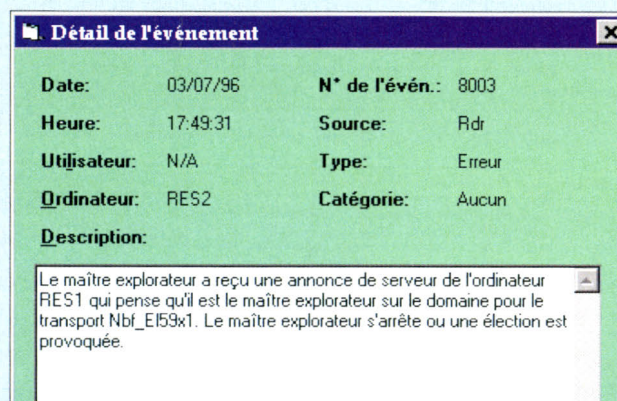 Détail de l'événement
Date: 03/07/96 N° de l'évén.: 8003
Heure: 17:49:31 Source: Rdr
Utilisateur: N/A Type: Erreur
Ordinateur: RES2 Catégorie: Aucun
Description:
Le maître explorateur a reçu une annonce de serveur de l'ordinateur
RES1 qui pense qu'il est le maître explorateur sur le domaine pour le
transport Nbf_El59x1. Le maître explorateur s'arrête ou une élection est
provoquée.